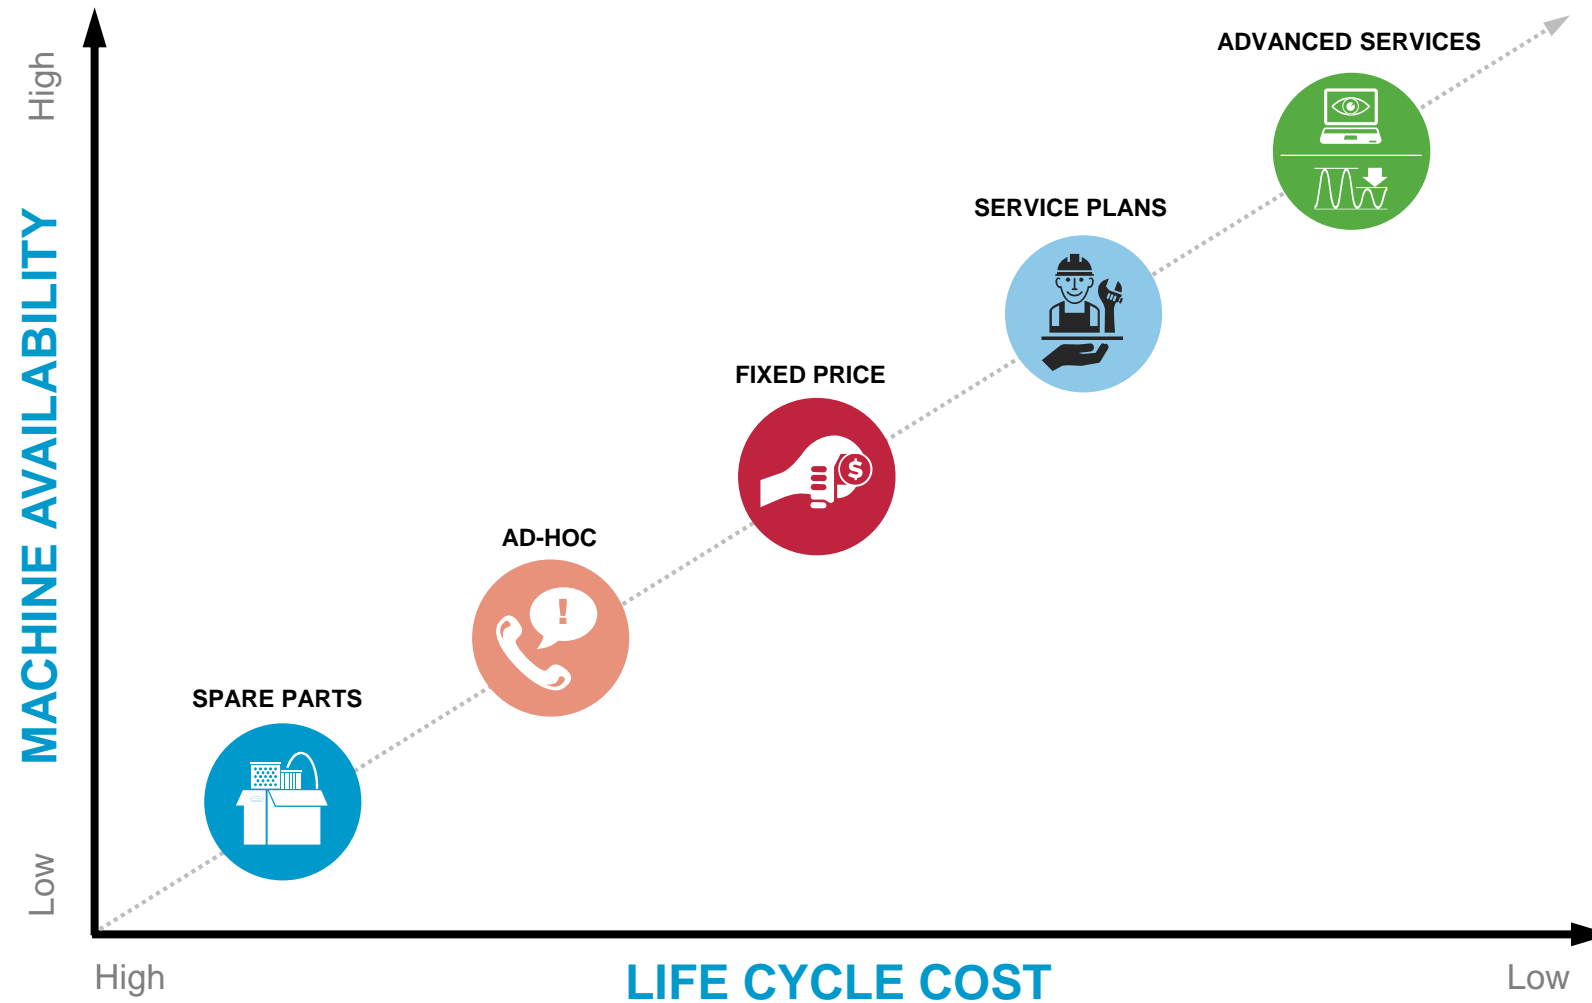 High
ADVANCED SERVICES
SERVICE PLANS
MACHINE AVAILABILITY
FIXED PRICE
$
AD-HOC
!
SPARE PARTS
Low
High
LIFE CYCLE COST
Low